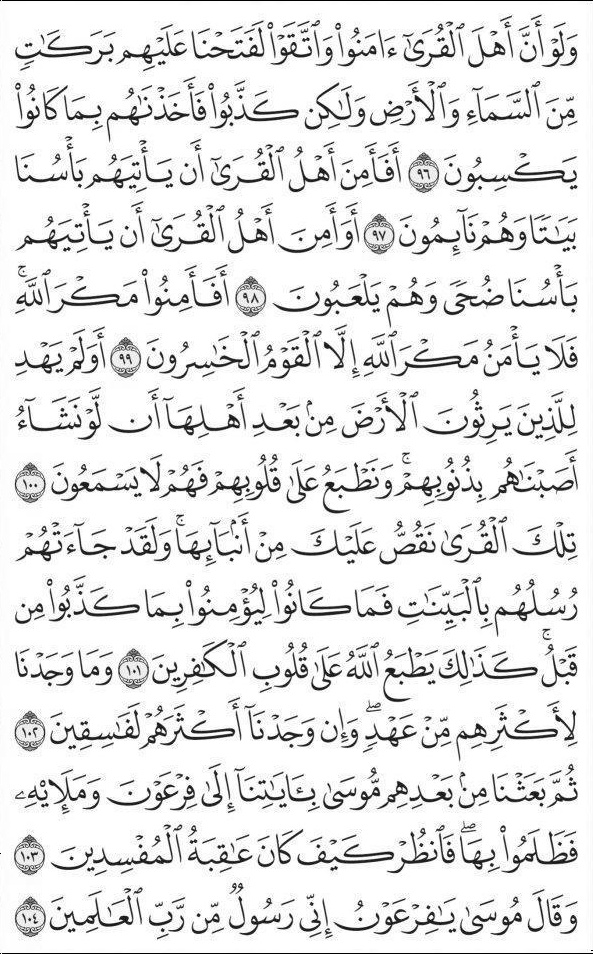 وَلَوْ أَنَّ أَهْلَ ٱلْقُرَىٰٓ ءَامَنُوا۟ وَٱتَّقَوْا۟ لَفَتَحْنَا عَلَيْهِم بَرَكَٰتٍ
مِّنَ ٱلسَّمَآءِ وَٱلْأَرْضِ وَلَٰكِن كَذَّبُوا۟ فَأَخَذْنَٰهُم بِمَا كَانُوا۟
يَكْسِبُونَ ٩٦ أَفَأَمِنَ أَهْلُ ٱلْقُرَىٰٓ أَن يَأْتِيَهُم بَأْسُنَا
بَيَٰتًا وَهُمْ نَآئِمُونَ ٩٧ أَوَأَمِنَ أَهْلُ ٱلْقُرَىٰٓ أَن يَأْتِيَهُم
بَأْسُنَا ضُحًى وَهُمْ يَلْعَبُونَ ٩٨ أَفَأَمِنُوا۟ مَكْرَ ٱللَّهِ ۚ
فَلَا يَأْمَنُ مَكْرَ ٱللَّهِ إِلَّا ٱلْقَوْمُ ٱلْخَٰسِرُونَ ٩٩ أَوَلَمْ يَهْدِ
لِلَّذِينَ يَرِثُونَ ٱلْأَرْضَ مِنۢ بَعْدِ أَهْلِهَآ أَن لَّوْ نَشَآءُ
أَصَبْنَٰهُم بِذُنُوبِهِمْ ۚ وَنَطْبَعُ عَلَىٰ قُلُوبِهِمْ فَهُمْ لَا يَسْمَعُونَ ١٠٠
تِلْكَ ٱلْقُرَىٰ نَقُصُّ عَلَيْكَ مِنْ أَنۢبَآئِهَا ۚ وَلَقَدْ جَآءَتْهُمْ
رُسُلُهُم بِٱلْبَيِّنَٰتِ فَمَا كَانُوا۟ لِيُؤْمِنُوا۟ بِمَا كَذَّبُوا۟ مِن
قَبْلُ ۚ كَذَٰلِكَ يَطْبَعُ ٱللَّهُ عَلَىٰ قُلُوبِ ٱلْكَٰفِرِينَ ١٠١ وَمَا وَجَدْنَا
لِأَكْثَرِهِم مِّنْ عَهْدٍ ۖ وَإِن وَجَدْنَآ أَكْثَرَهُمْ لَفَٰسِقِينَ ١٠٢
ثُمَّ بَعَثْنَا مِنۢ بَعْدِهِم مُّوسَىٰ بِـَٔايَٰتِنَآ إِلَىٰ فِرْعَوْنَ وَمَلَإِي۟هِۦ
فَظَلَمُوا۟ بِهَا ۖ فَٱنظُرْ كَيْفَ كَانَ عَٰقِبَةُ ٱلْمُفْسِدِينَ ١٠٣
وَقَالَ مُوسَىٰ يَٰفِرْعَوْنُ إِنِّى رَسُولٌ مِّن رَّبِّ ٱلْعَٰلَمِينَ ١٠٤